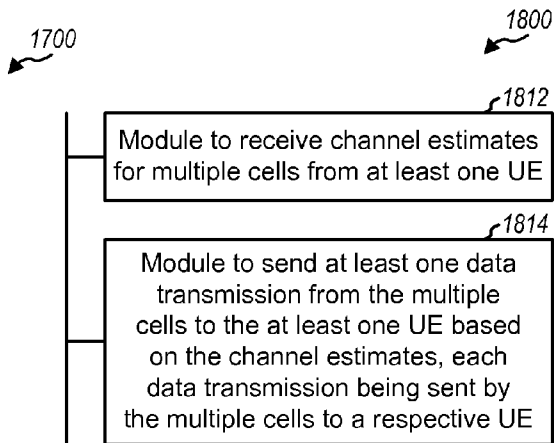 1700
1800
1812
Module to receive channel estimates
for multiple cells from at least one UE
1814
Module to send at least one data
transmission from the multiple
cells to the at least one UE based
on the channel estimates, each
data transmission being sent by
the multiple cells to a respective UE